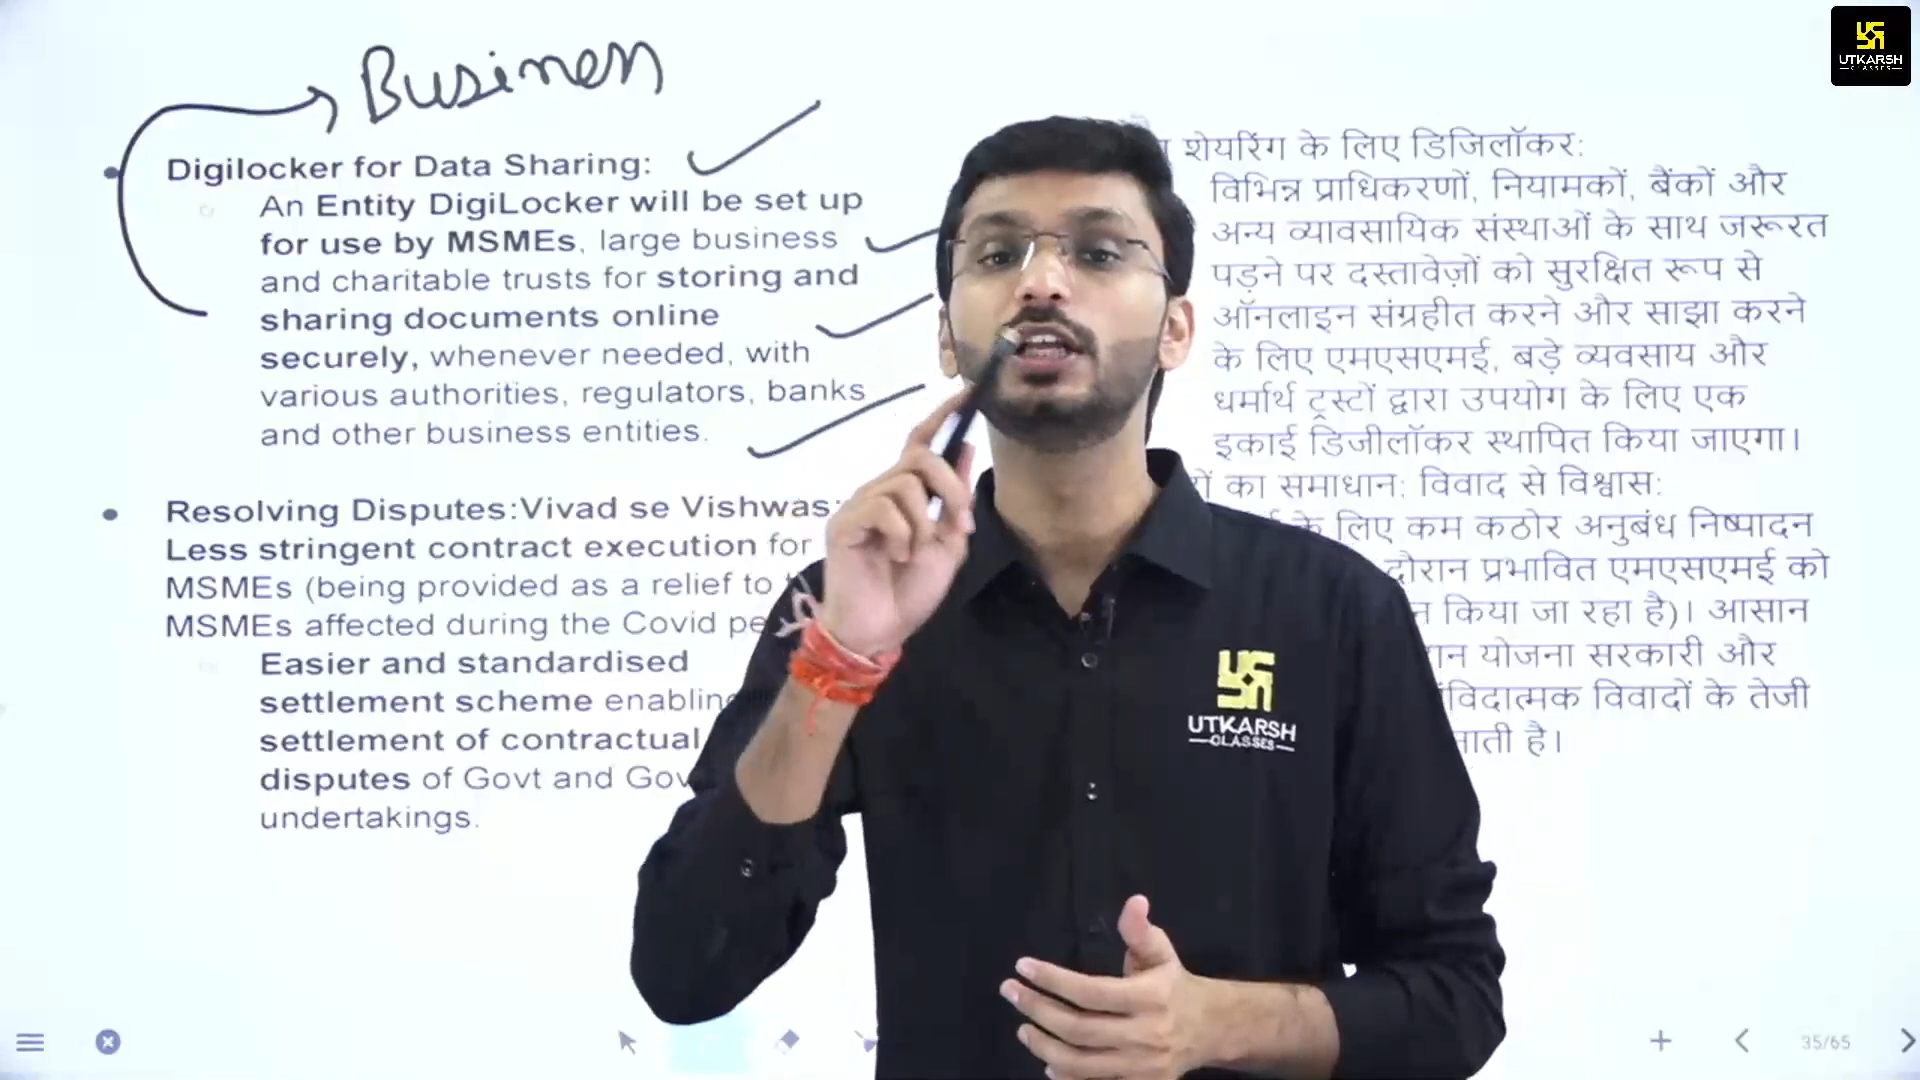 Business
UTKARSH
CLASSES
Digilocker for Data Sharing:
An Entity DigiLocker will be set up
for use by MSMEs, large business
and charitable trusts for storing and
sharing documents online
securely, whenever needed, with
various authorities, regulators, banks
and other business entities.
Resolving Disputes:Vivad se Vishwas:
Less stringent contract execution for
MSMEs (being provided as a relief to
MSMEs affected during the Covid
Easier and standardised
settlement scheme
settlement of contractual
disputes of Govt and
undertakings.
शेयरिंग के लिए डिजिलॉकर:
विभिन्न प्राधिकरणों, नियामकों, बैंकों और
अन्य व्यावसायिक संस्थाओं के साथ जरूरत
पड़ने पर दस्तावेज़ों को सुरक्षित रूप से
ऑनलाइन संग्रहीत करने और साझा करने
के लिए एमएसएमई, बड़े व्यवसाय और
धर्मार्थ ट्रस्टों द्वारा उपयोग के लिए एक
इकाई डिजीलॉकर स्थापित किया जाएगा।
का समाधान: विवाद से विश्वास:
के लिए कम कठोर अनुबंध निष्पादन
दौरान प्रभावित एमएसएमई को
किया जा रहा है)। आसान
योजना सरकारी और
विवादों के तेजी
है।
UTKARSH
CLASSES
35/65